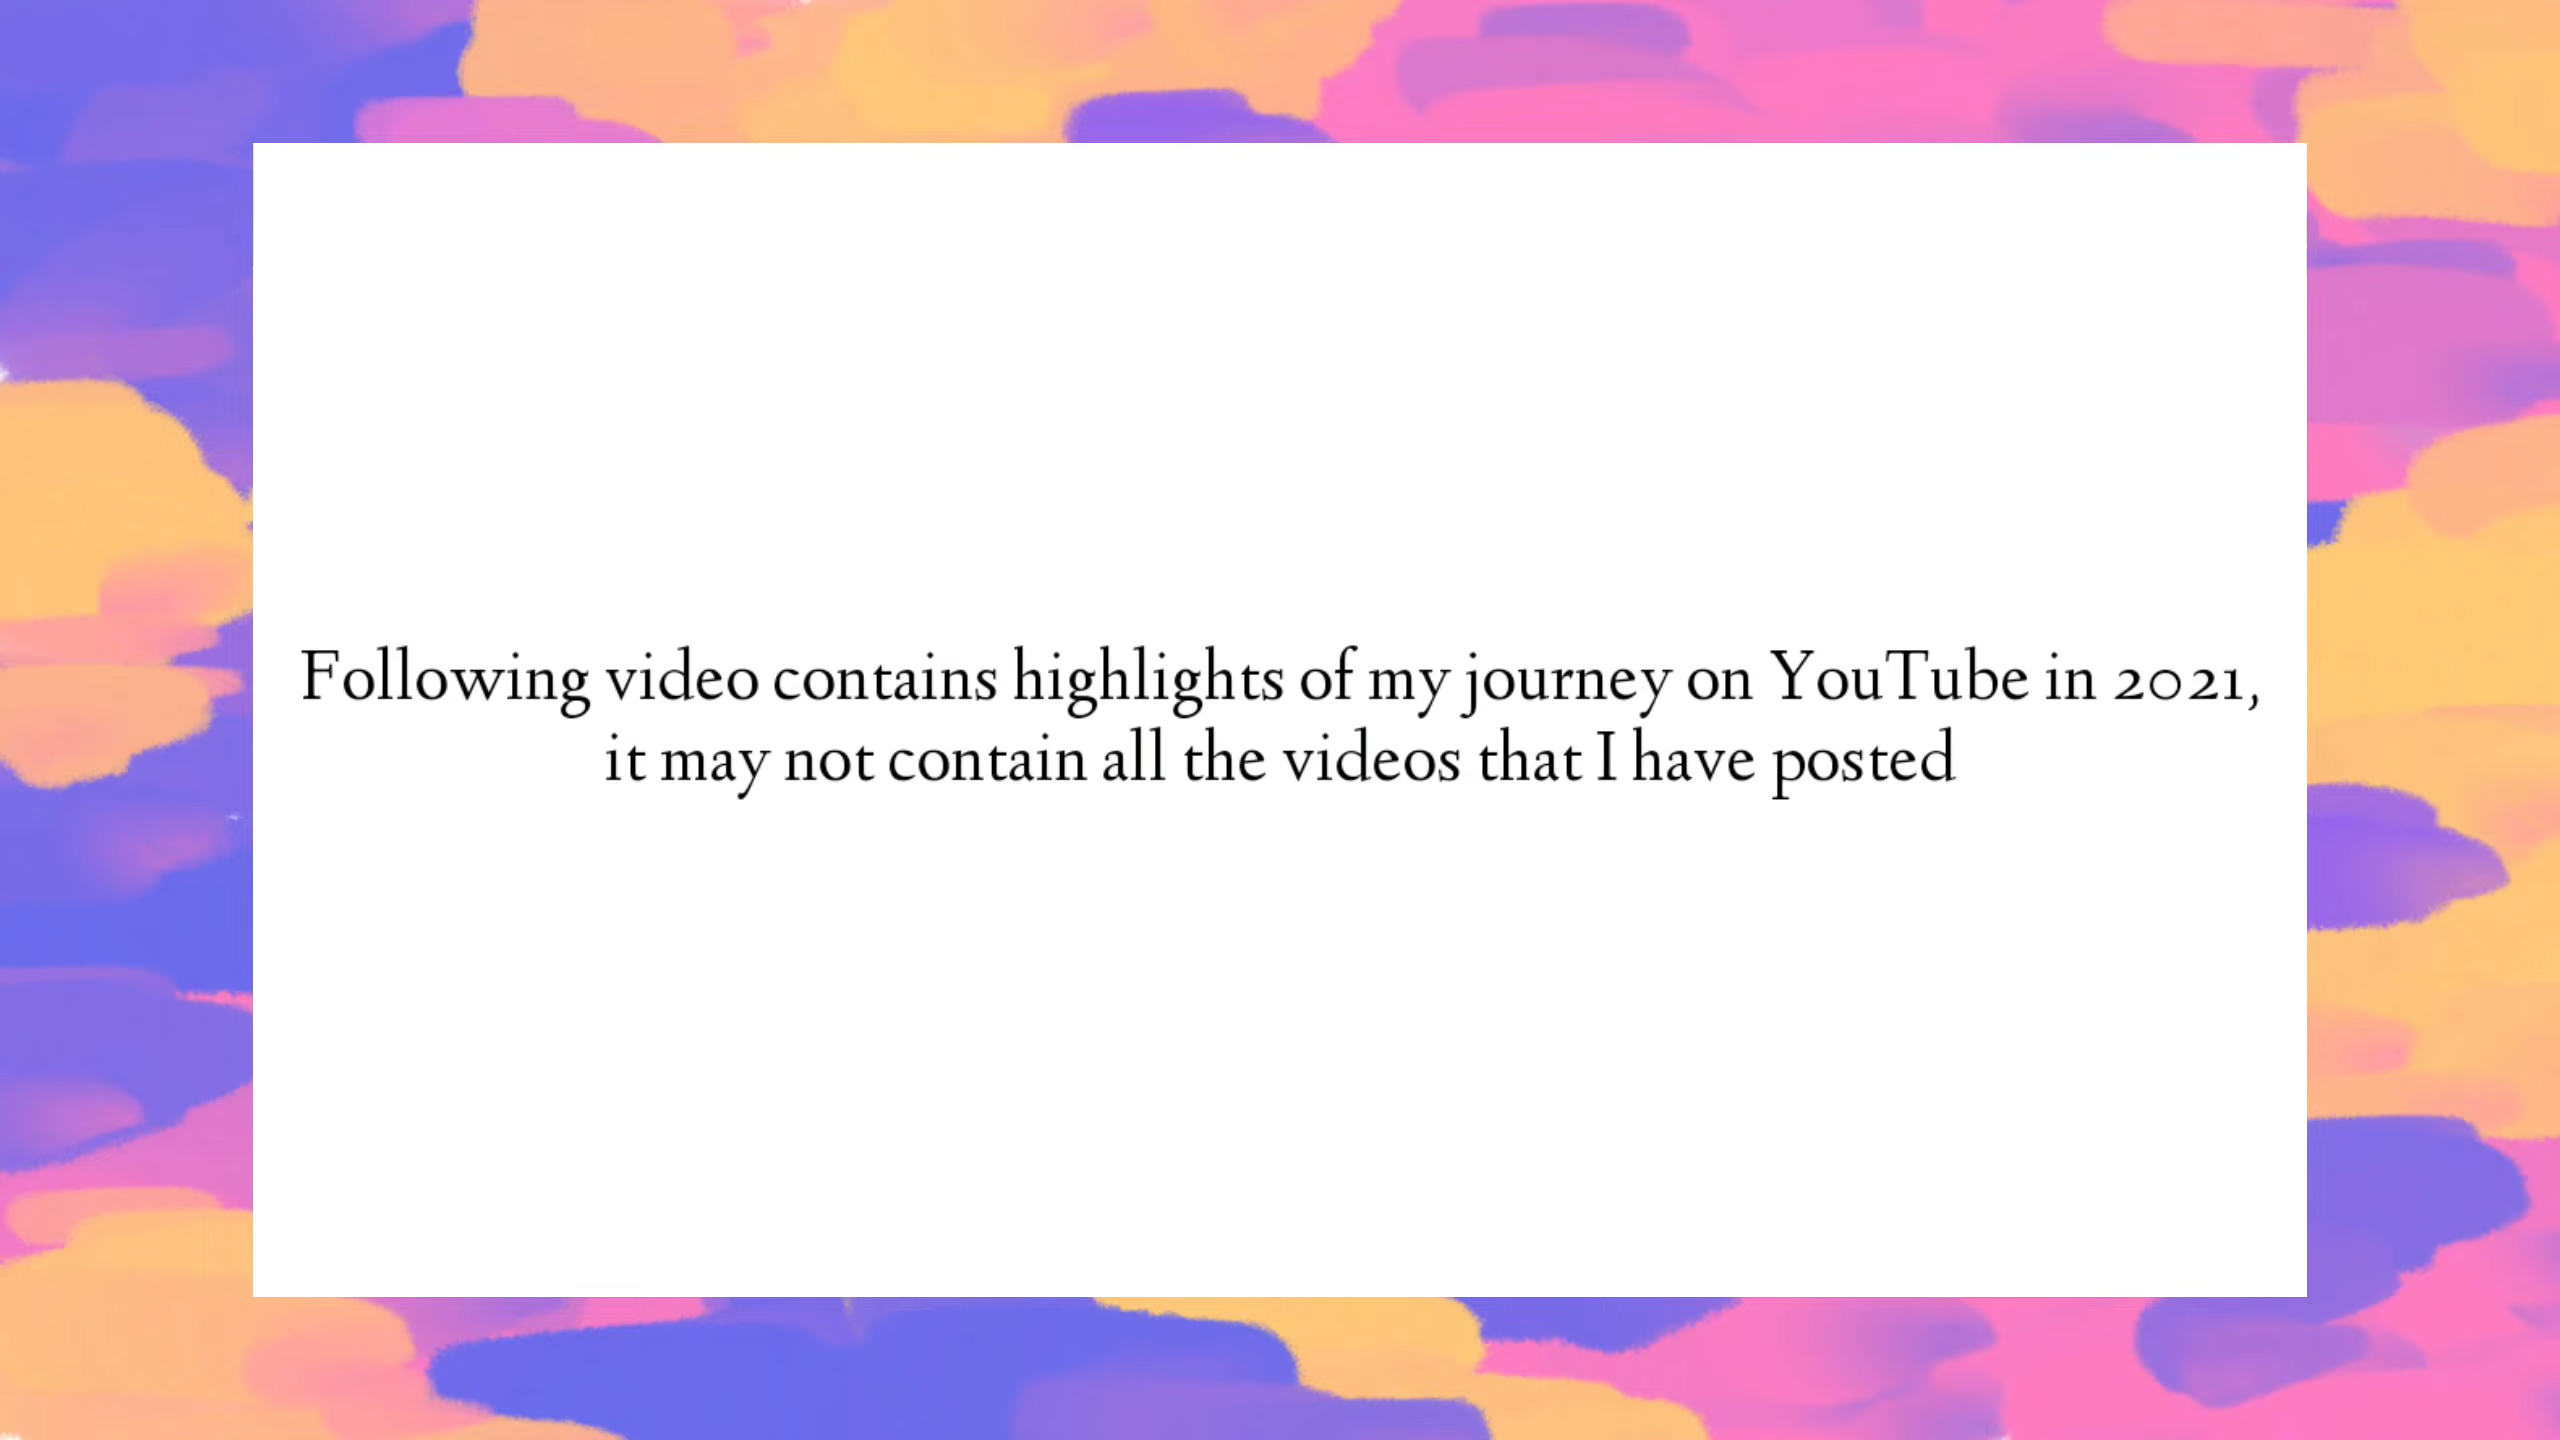 Following video contains highlights of my journey on YouTube in 2021,
it may not contain all the videos that I have posted